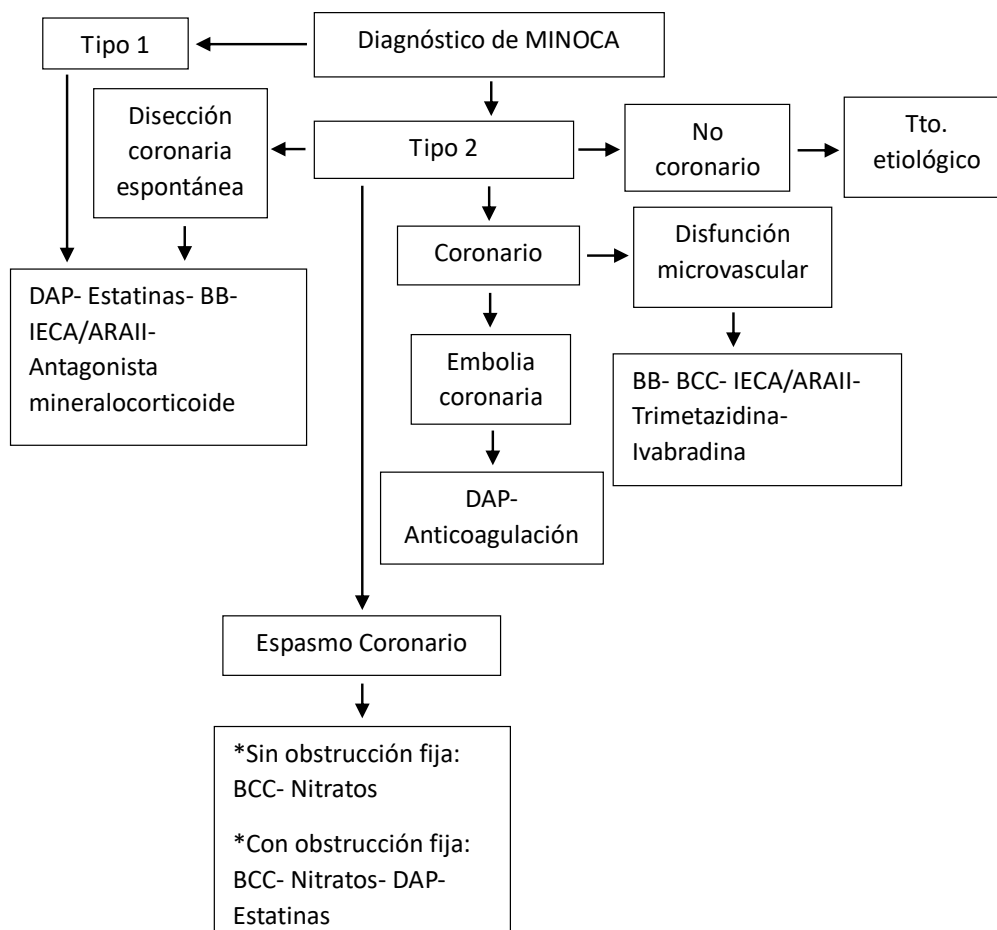 Tipo 1
Diagnóstico de MINOCA
Disección
coronaria
espontánea
Tipo 2
No
coronario
Tto.
etiológico
Coronario
Disfunción
microvascular
DAP- Estatinas- BB-
IECA/ARAII-
Antagonista
mineralocorticoide
Embolia
coronaria
BB- BCC- IECA/ARAII-
Trimetazidina-
Ivabradina
DAP-
Anticoagulación
Espasmo Coronario
*Sin obstrucción fija:
BCC- Nitratos
*Con obstrucción fija:
BCC- Nitratos- DAP-
Estatinas